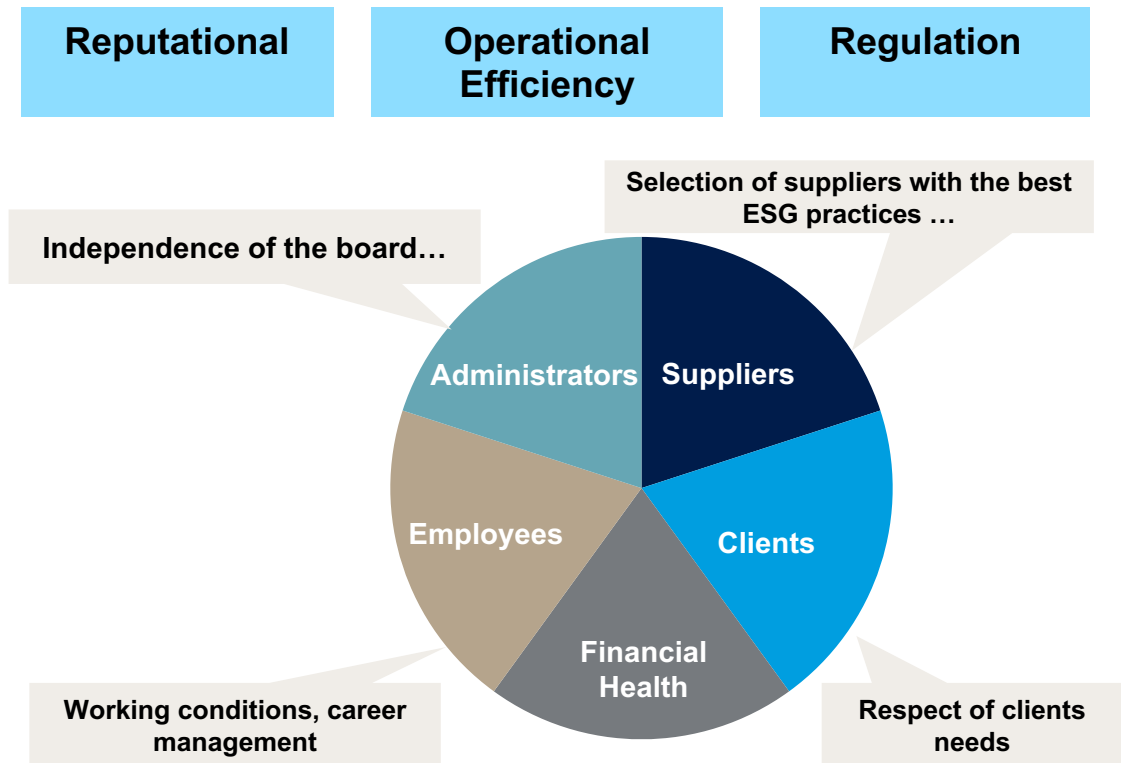 Reputational
Operational
Efficiency
Regulation
Selection of suppliers with the best
ESG practices …
Independence of the board…
Administrators
Suppliers
Employees
Clients
Financial
Health
Working conditions, career
management
Respect of clients
needs